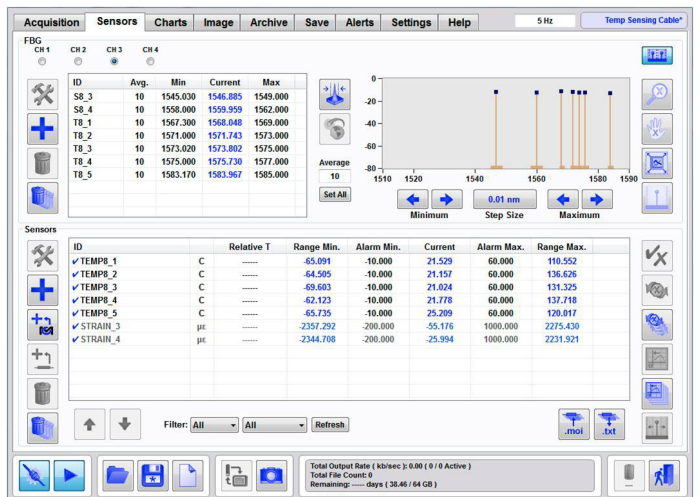 Acquisition Sensors Charts Image Archive Save Alerts Settings Help 5 Hz Temp Sensing Cable*
FBG
CH 1 CH 2 CH 3 CH 4
ID Avg. Min Current Max
S8_3 10 1545.030 1546.885 1549.000
S8_4 10 1558.000 1559.959 1562.000
T8_1 10 1567.300 1568.048 1569.000
T8_2 10 1571.000 1571.743 1573.000
T8_3 10 1573.020 1573.802 1575.000
T8_4 10 1575.000 1575.730 1577.000
T8_5 10 1583.170 1583.967 1585.000
Average
10
Set All
0
-20
-40
-60
-80
1510 1520 1540 1560 1580 1590
0.01 nm
Minimum Step Size Maximum
Sensors
ID Relative T Range Min. Alarm Min. Current Alarm Max. Range Max.
✔TEMP8_1 C ------ -65.091 -10.000 21.529 60.000 110.552
✔TEMP8_2 C ------ -64.505 -10.000 21.157 60.000 136.626
✔TEMP8_3 C ------ -69.603 -10.000 21.024 60.000 131.325
✔TEMP8_4 C ------ -62.123 -10.000 21.778 60.000 137.718
✔TEMP8_5 C ------ -65.735 -10.000 25.209 60.000 120.017
✔STRAIN_3 με ------ -2357.292 -200.000 -55.176 1000.000 2275.430
✔STRAIN_4 με ------ -2344.708 -200.000 -25.994 1000.000 2231.921
Filter: All All Refresh .moi .txt
Total Output Rate ( kb/sec ): 0.00 ( 0 / 0 Active )
Total File Count: 0
Remaining: ----- days ( 38.46 / 64 GB )